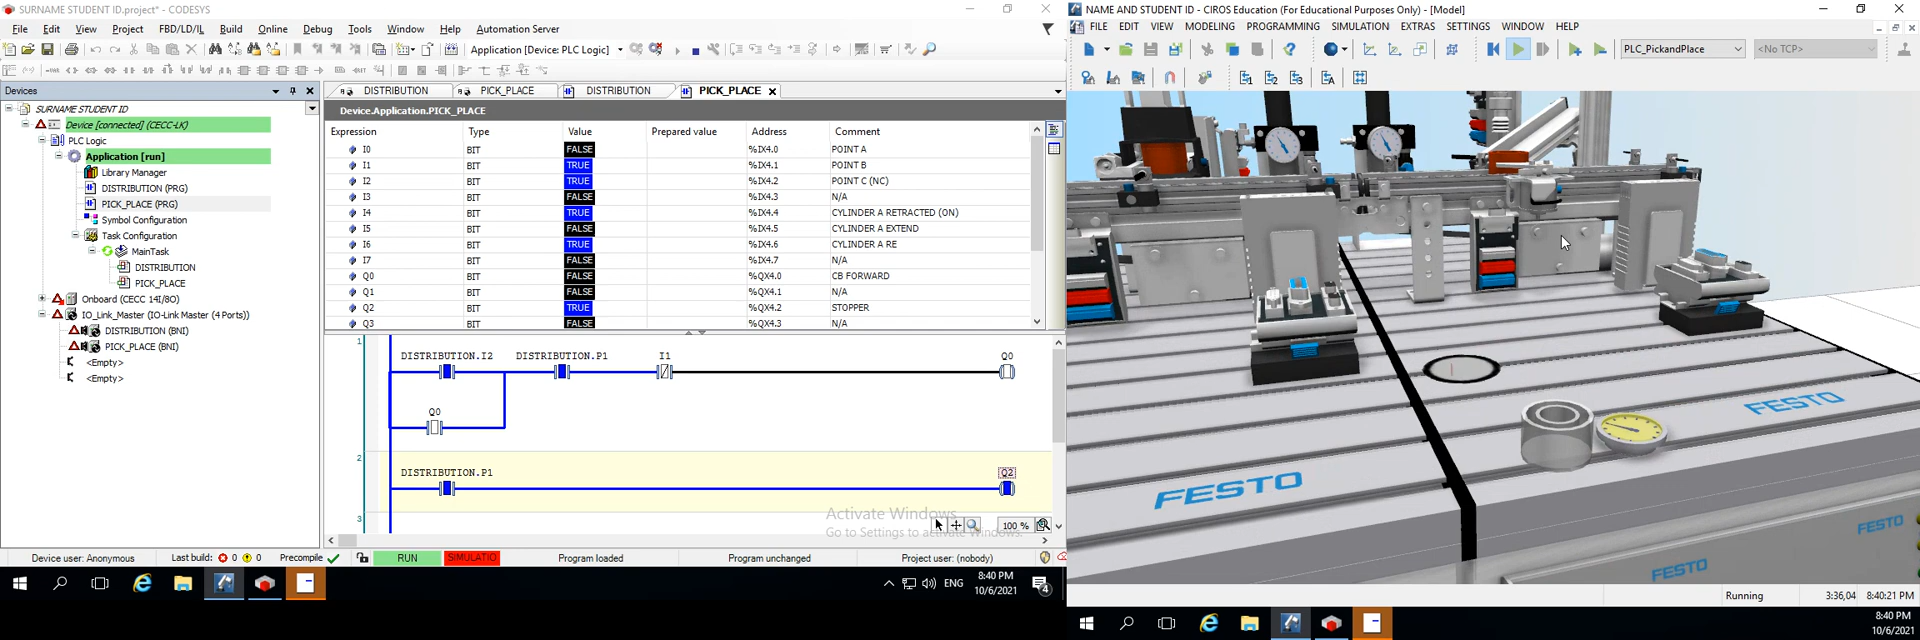 SURNAME STUDENT ID.project* - CODESYS
File Edit View Project FBD/LD/IL Build Online Debug Tools Window Help Automation Server
Application [Device: PLC Logic]
Devices
SURNAME STUDENT ID
Device [connected] (CECC-LK)
PLC Logic
Application [run]
Library Manager
DISTRIBUTION (PRG)
PICK_PLACE (PRG)
Symbol Configuration
Task Configuration
MainTask
DISTRIBUTION
PICK_PLACE
Onboard (CECC 14I/8O)
IO_Link_Master (IO-Link Master (4 Ports))
DISTRIBUTION (BNI)
PICK_PLACE (BNI)
<Empty>
<Empty>
DISTRIBUTION PICK_PLACE DISTRIBUTION PICK_PLACE
Device.Application.PICK_PLACE
Expression Type Value Prepared value Address Comment
I0 BIT FALSE %IX4.0 POINT A
I1 BIT TRUE %IX4.1 POINT B
I2 BIT TRUE %IX4.2 POINT C (NC)
I3 BIT FALSE %IX4.3 N/A
I4 BIT TRUE %IX4.4 CYLINDER A RETRACTED (ON)
I5 BIT FALSE %IX4.5 CYLINDER A EXTEND
I6 BIT TRUE %IX4.6 CYLINDER A RE
I7 BIT FALSE %IX4.7 N/A
Q0 BIT FALSE %QX4.0 CB FORWARD
Q1 BIT FALSE %QX4.1 N/A
Q2 BIT TRUE %QX4.2 STOPPER
Q3 BIT FALSE %QX4.3 N/A
1
DISTRIBUTION.I2 DISTRIBUTION.P1 I1 Q0
Q0
2
DISTRIBUTION.P1 Q2
3
Activate Windows
Go to Settings to activate Windows.
100 %
Device user: Anonymous Last build: 0 0 Precompile RUN SIMULATIO Program loaded Program unchanged Project user: (nobody)
ENG
8:40 PM
10/6/2021
4
NAME AND STUDENT ID - CIROS Education (For Educational Purposes Only) - [Model]
FILE EDIT VIEW MODELING PROGRAMMING SIMULATION EXTRAS SETTINGS WINDOW HELP
PLC_PickandPlace <No TCP>
FESTO
FESTO
FESTO
FESTO
Running 3:36,04 8:40:21 PM
8:40 PM
10/6/2021